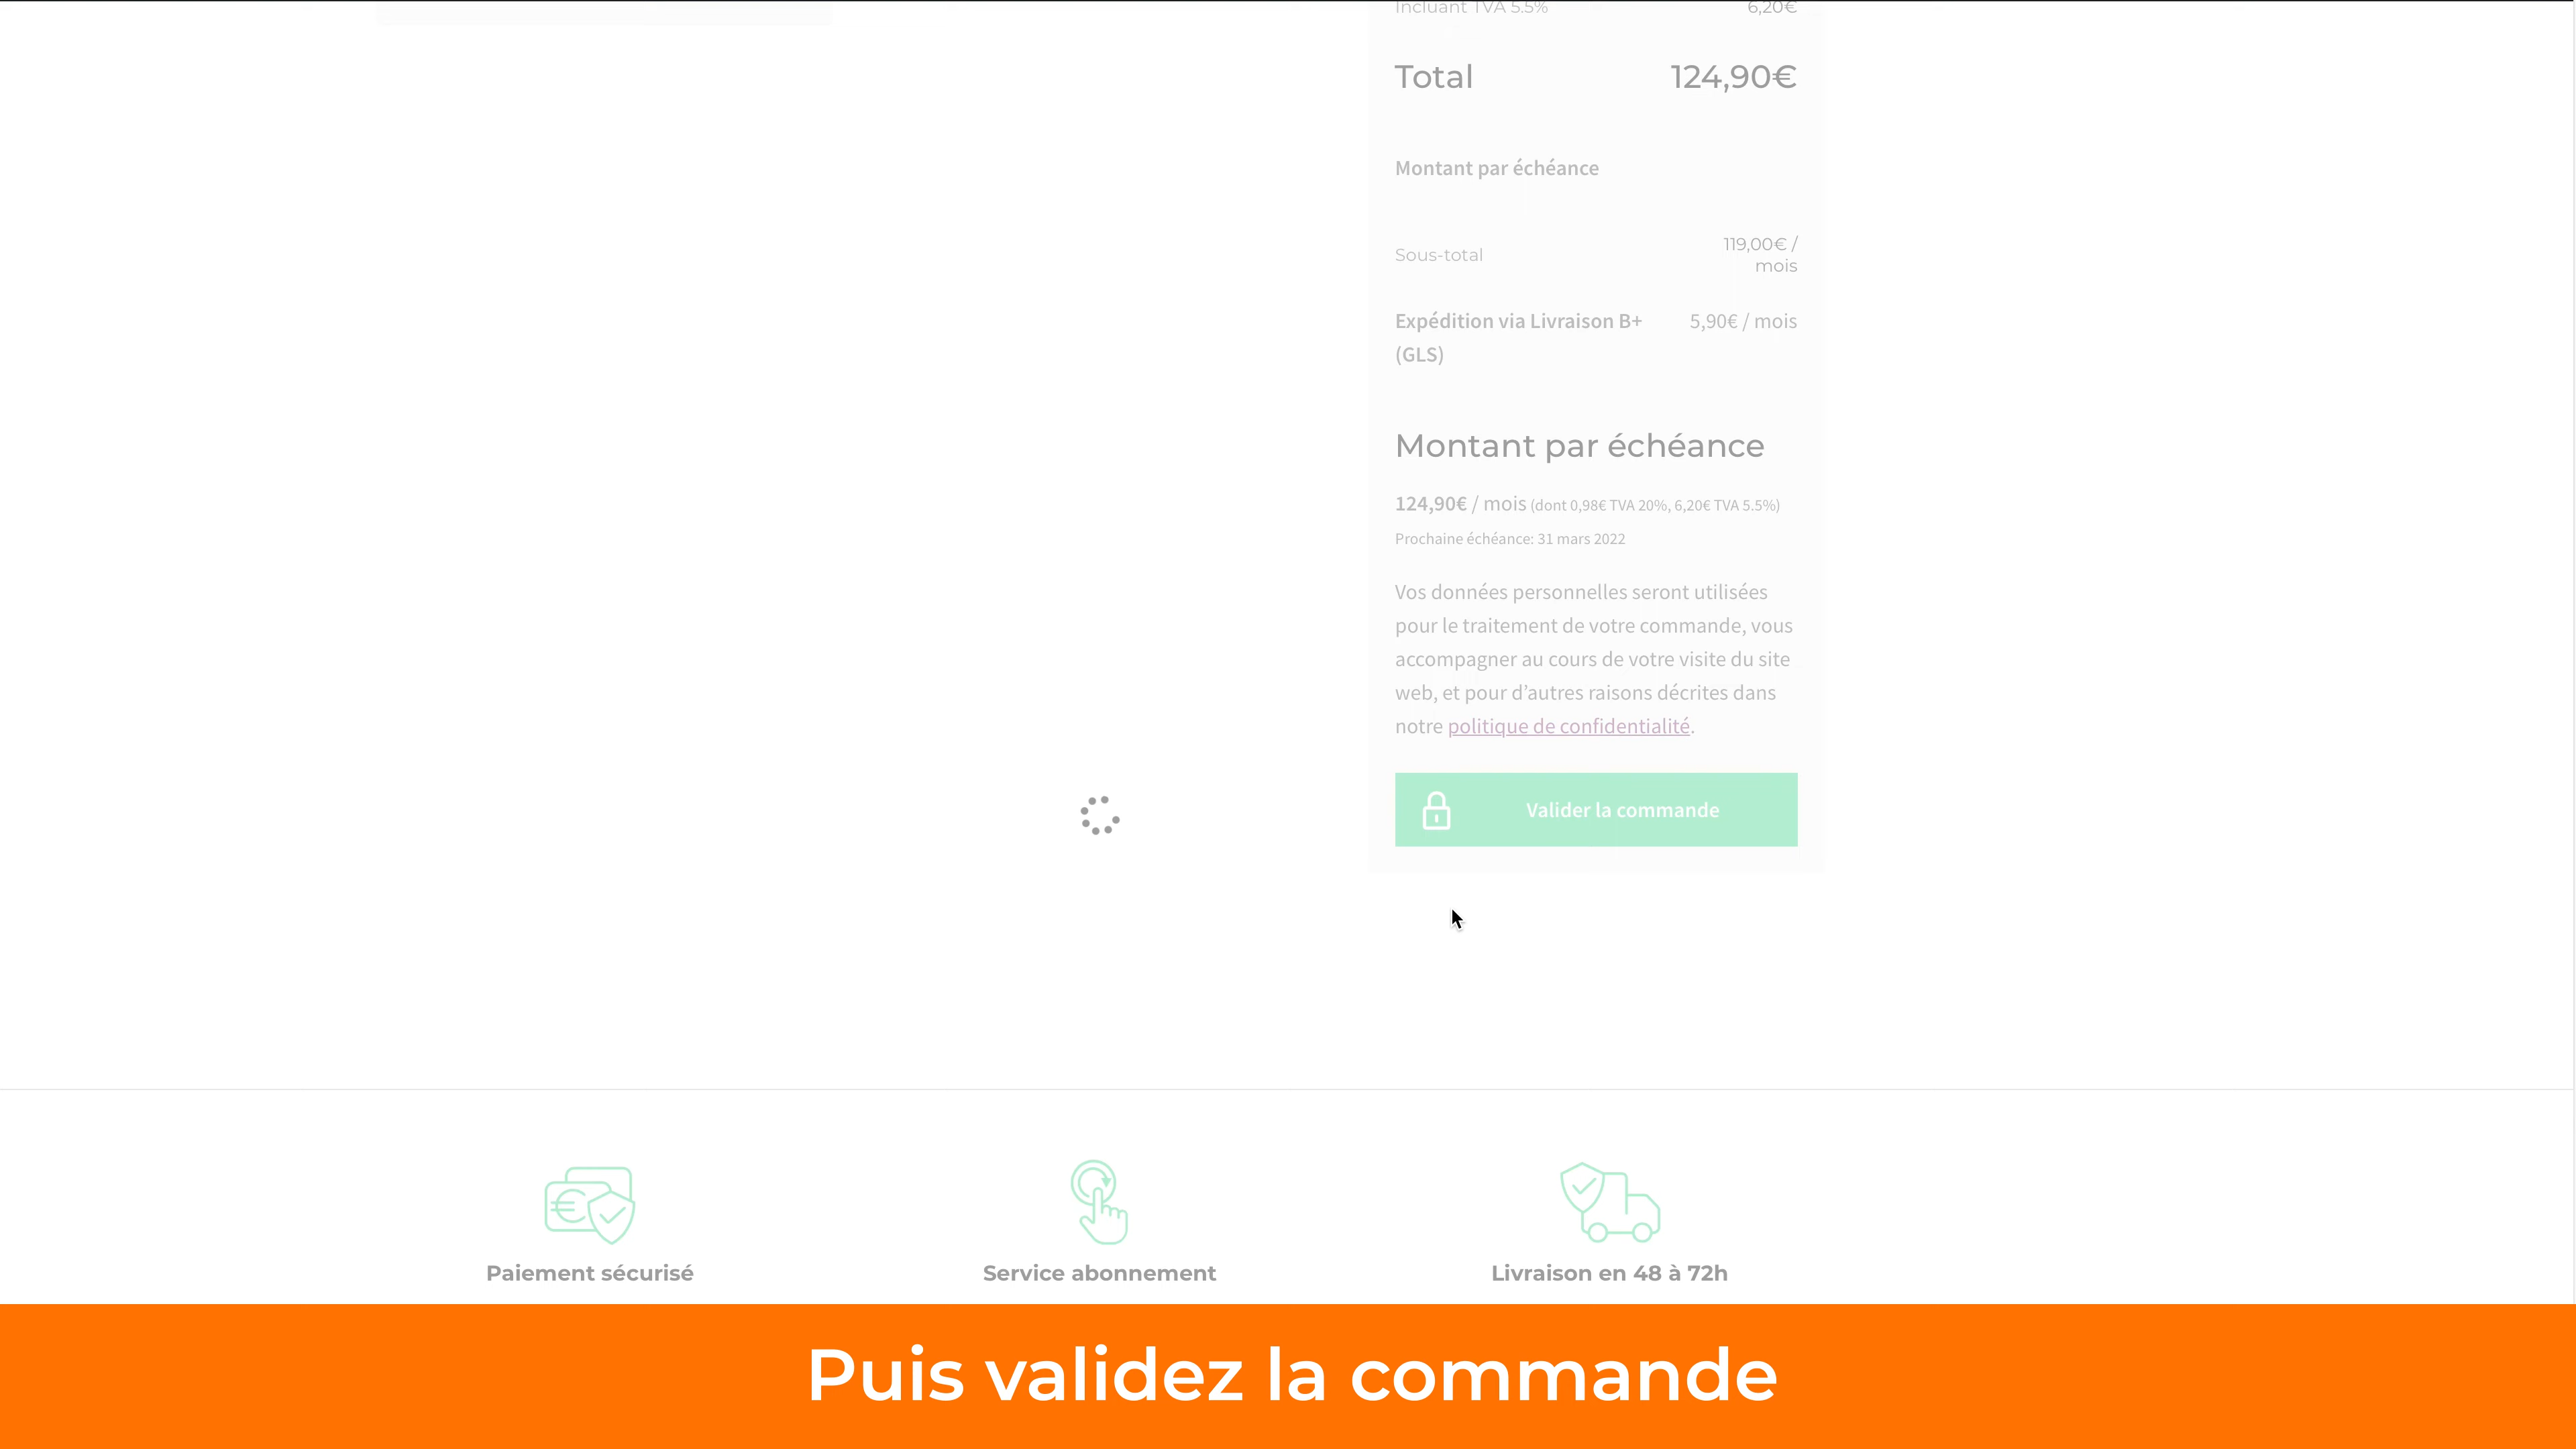 Incluant TVA 5.5% 6,20€
Total 124,90€
Montant par échéance
Sous-total 119,00€ /
mois
Expédition via Livraison B+ 5,90€ / mois
(GLS)
Montant par échéance
124,90€ / mois (dont 0,98€ TVA 20%, 6,20€ TVA 5.5%)
Prochaine échéance: 31 mars 2022
Vos données personnelles seront utilisées
pour le traitement de votre commande, vous
accompagner au cours de votre visite du site
web, et pour d’autres raisons décrites dans
notre politique de confidentialité.
Valider la commande
Paiement sécurisé Service abonnement Livraison en 48 à 72h
Puis validez la commande